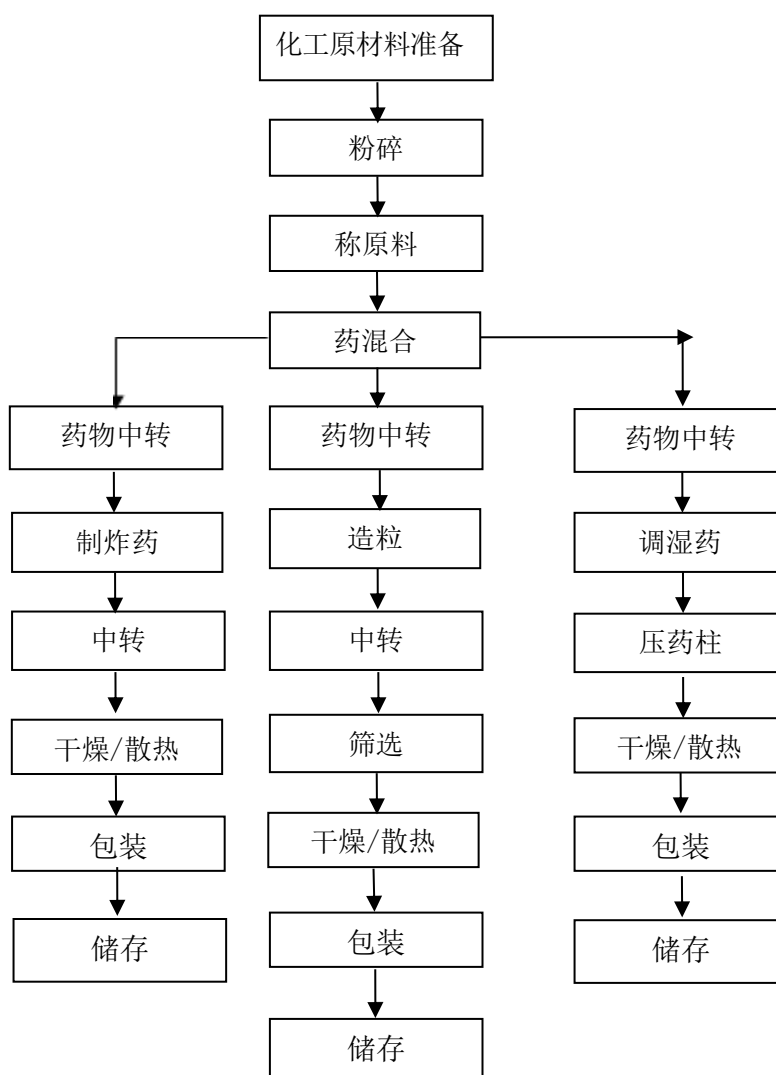 化工原材料准备
粉碎
称原料
药混合
药物中转
药物中转
药物中转
制炸药
造粒
调湿药
中转
中转
压药柱
干燥/散热
筛选
干燥/散热
包装
干燥/散热
包装
储存
包装
储存
储存